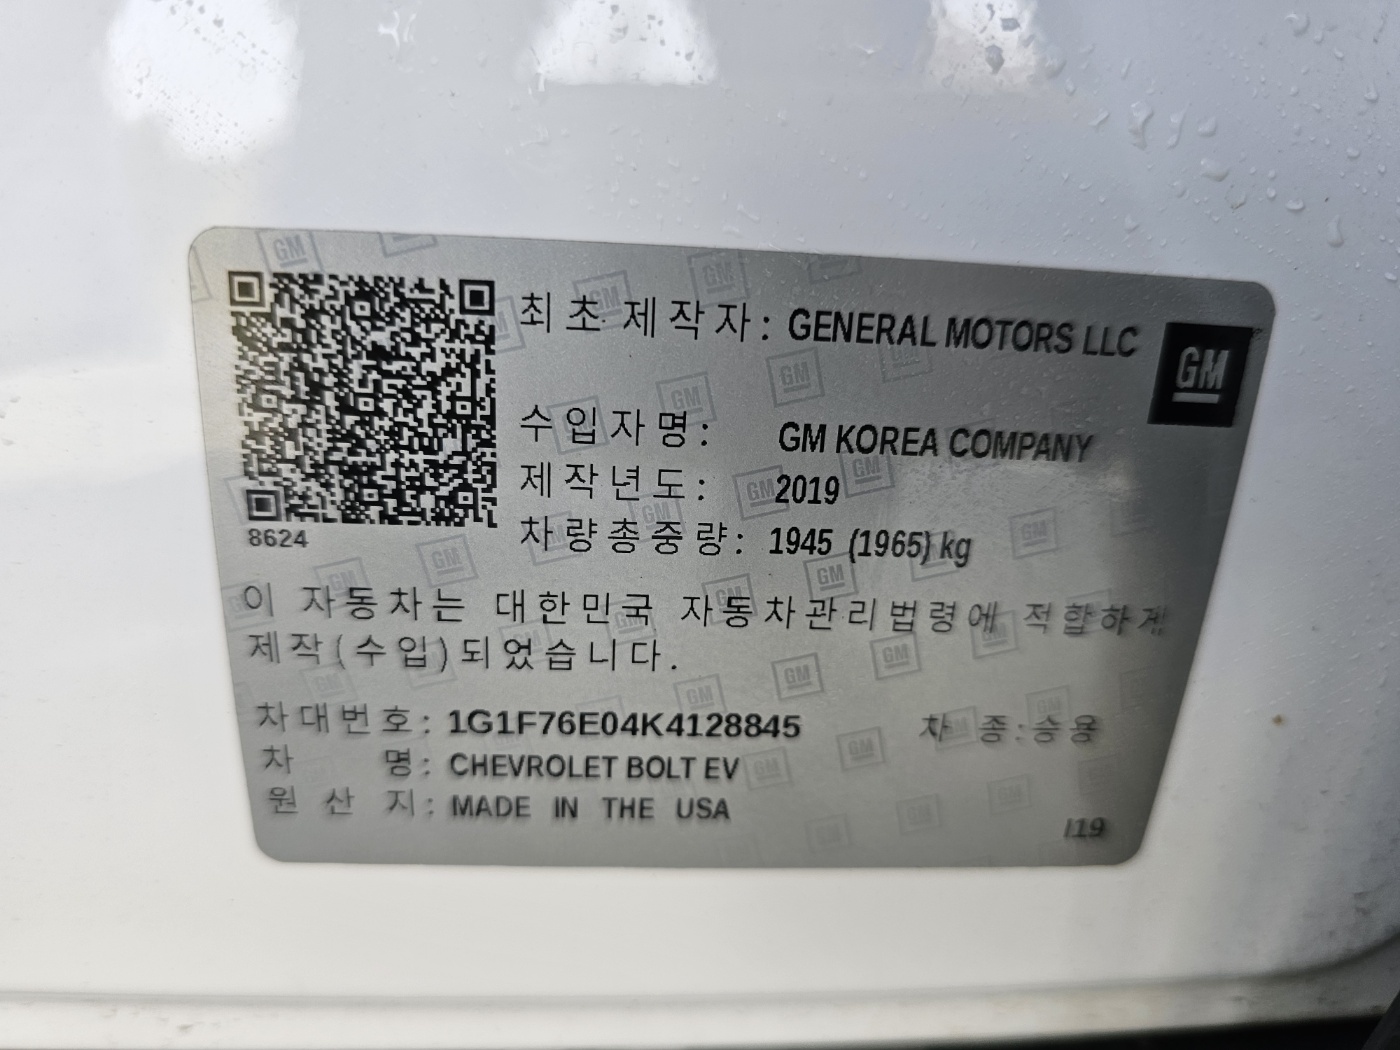 최초 제작자: GENERAL MOTORS LLC
GM
수입자명: GM KOREA COMPANY
제작년도: 2019
차량총중량: 1945 (1965) kg
8624
이 자동차는 대한민국 자동차관리법령에 적합하게
제작(수입)되었습니다.
차대번호: 1G1F76E04K4128845 차 종: 승용
차 명: CHEVROLET BOLT EV
원 산 지: MADE IN THE USA
/19